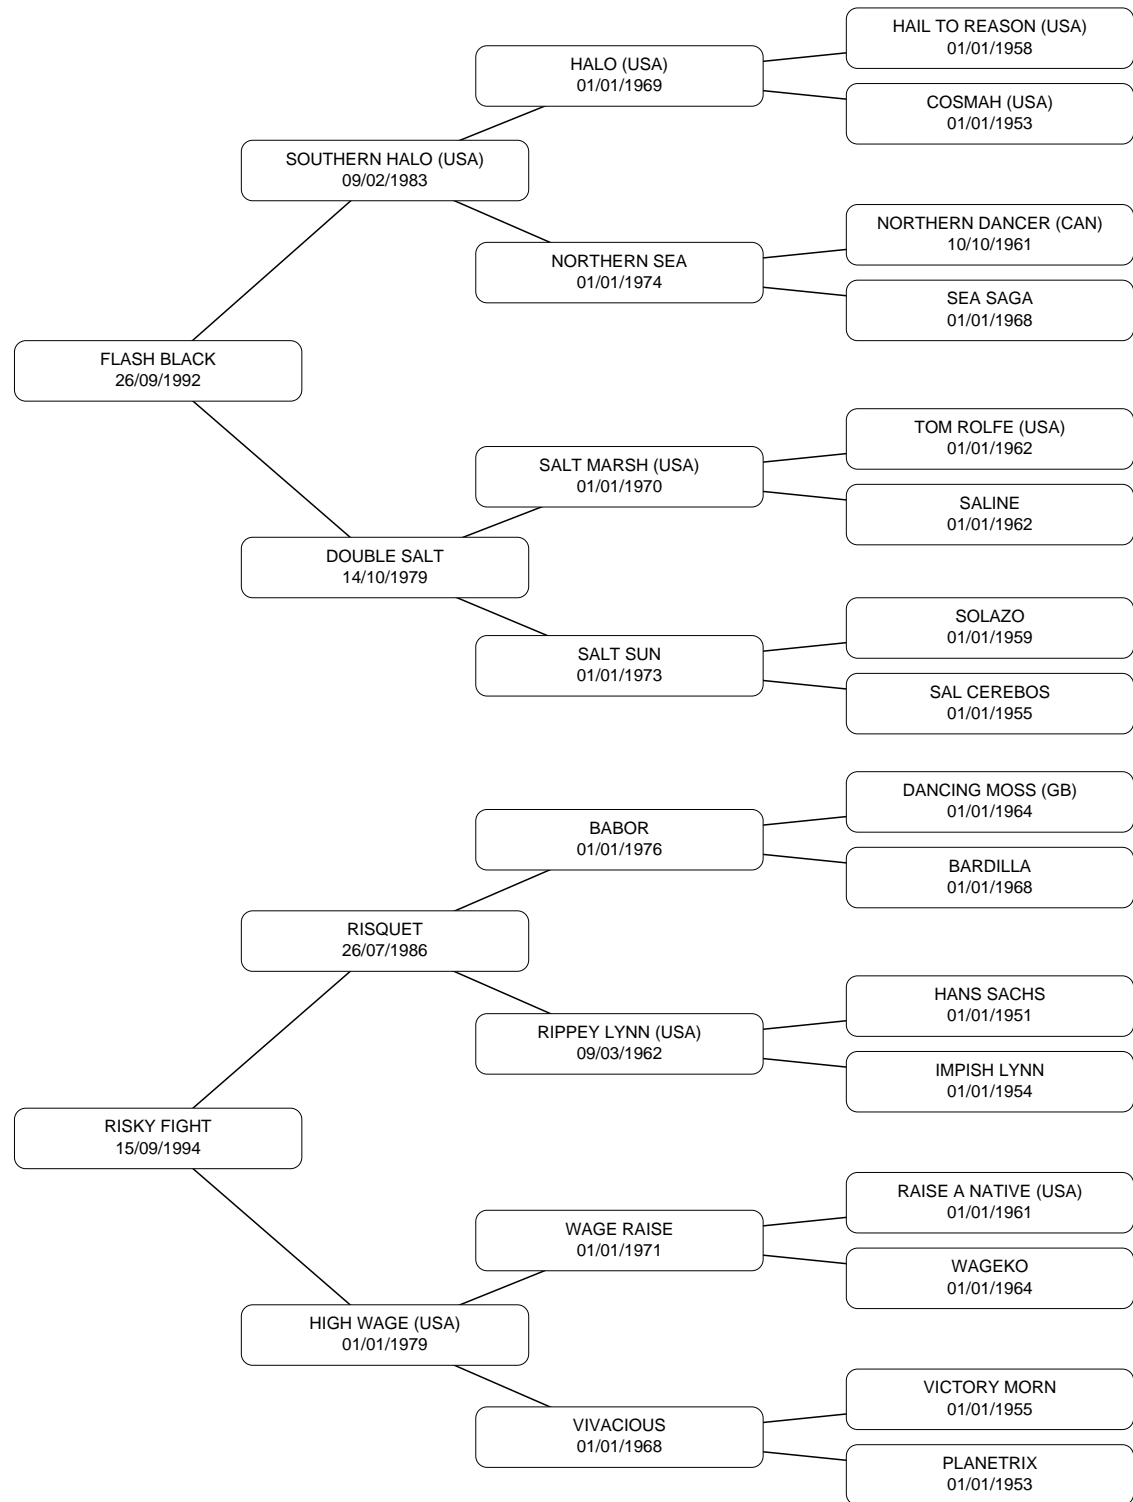 HAIL TO REASON (USA)
01/01/1958
HALO (USA)
01/01/1969
COSMAH (USA)
01/01/1953
SOUTHERN HALO (USA)
09/02/1983
NORTHERN DANCER (CAN)
10/10/1961
NORTHERN SEA
01/01/1974
SEA SAGA
01/01/1968
FLASH BLACK
26/09/1992
TOM ROLFE (USA)
01/01/1962
SALT MARSH (USA)
01/01/1970
SALINE
01/01/1962
DOUBLE SALT
14/10/1979
SOLAZO
01/01/1959
SALT SUN
01/01/1973
SAL CEREBOS
01/01/1955
DANCING MOSS (GB)
01/01/1964
BABOR
01/01/1976
BARDILLA
01/01/1968
RISQUET
26/07/1986
HANS SACHS
01/01/1951
RIPPEY LYNN (USA)
09/03/1962
IMPISH LYNN
01/01/1954
RISKY FIGHT
15/09/1994
RAISE A NATIVE (USA)
01/01/1961
WAGE RAISE
01/01/1971
WAGEKO
01/01/1964
HIGH WAGE (USA)
01/01/1979
VICTORY MORN
01/01/1955
VIVACIOUS
01/01/1968
PLANETRIX
01/01/1953